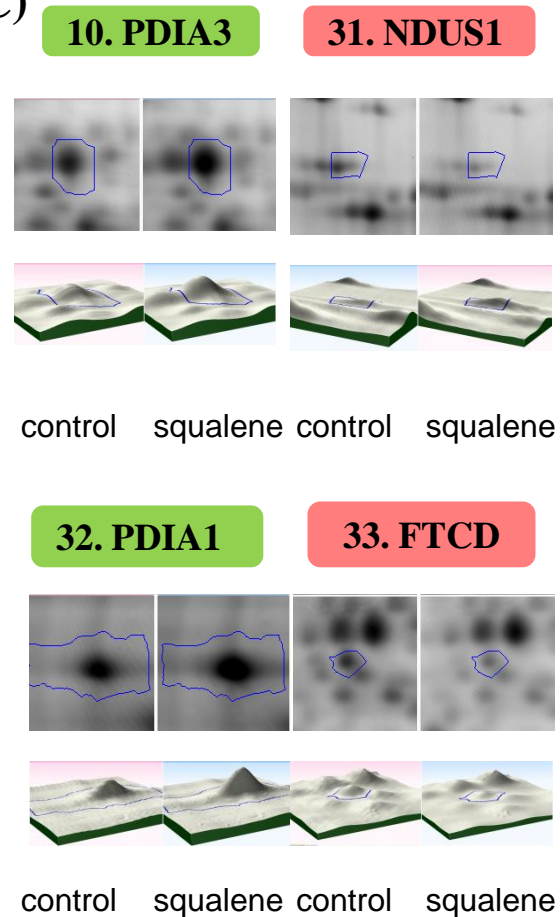 C)
10. PDIA3 31. NDUS1
control squalene control squalene
32. PDIA1 33. FTCD
control squalene control squalene